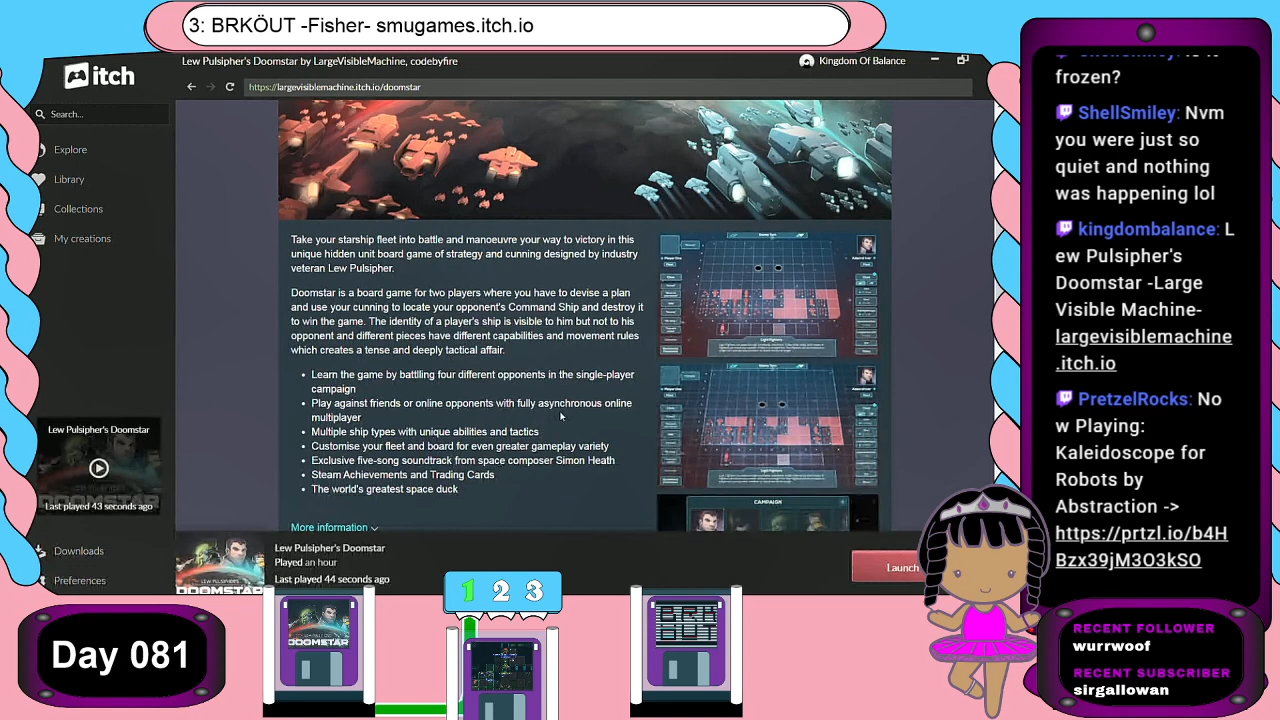 3: BRKÖUT -Fisher- smugames.itch.io
itch
Lew Pulsipher's Doomstar by LargeVisibleMachine, codebyfire
Kingdom Of Balance
https://largevisiblemachine.itch.io/doomstar
Search...
Explore
Library
Collections
My creations
Lew Pulsipher's Doomstar
Last played 43 seconds ago
Downloads
Preferences
Take your starship fleet into battle and manoeuvre your way to victory in this
unique hidden unit board game of strategy and cunning designed by industry
veteran Lew Pulsipher.
Doomstar is a board game for two players where you have to devise a plan
and use your cunning to locate your opponent's Command Ship and destroy it
to win the game. The identity of a player's ship is visible to him but not to his
opponent and different pieces have different capabilities and movement rules
which creates a tense and deeply tactical affair.
Learn the game by battlling four different opponents in the single-player
campaign
Play against friends or online opponents with fully asynchronous online
multiplayer
Multiple ship types with unique abilities and tactics
Customise your fleet and board for even greater gameplay variety
Exclusive five-song soundtrack from space composer Simon Heath
Steam Achievements and Trading Cards
The world's greatest space duck
More information
CAMPAIGN
Lew Pulsipher's Doomstar
Played an hour
Last played 44 seconds ago
Launch
LEW PULSIPHER'S
DOOMSTAR
1 2 3
DOOMSTAR
Day 081
frozen?
ShellSmiley: Nvm
you were just so
quiet and nothing
was happening lol
kingdombalance: L
ew Pulsipher's
Doomstar -Large
Visible Machine-
largevisiblemachine
.itch.io
PretzelRocks: No
w Playing:
Kaleidoscope for
Robots by
Abstraction ->
https://prtzl.io/b4H
Bzx39jM3O3kSO
RECENT FOLLOWER
wurrwoof
RECENT SUBSCRIBER
sirgallowan